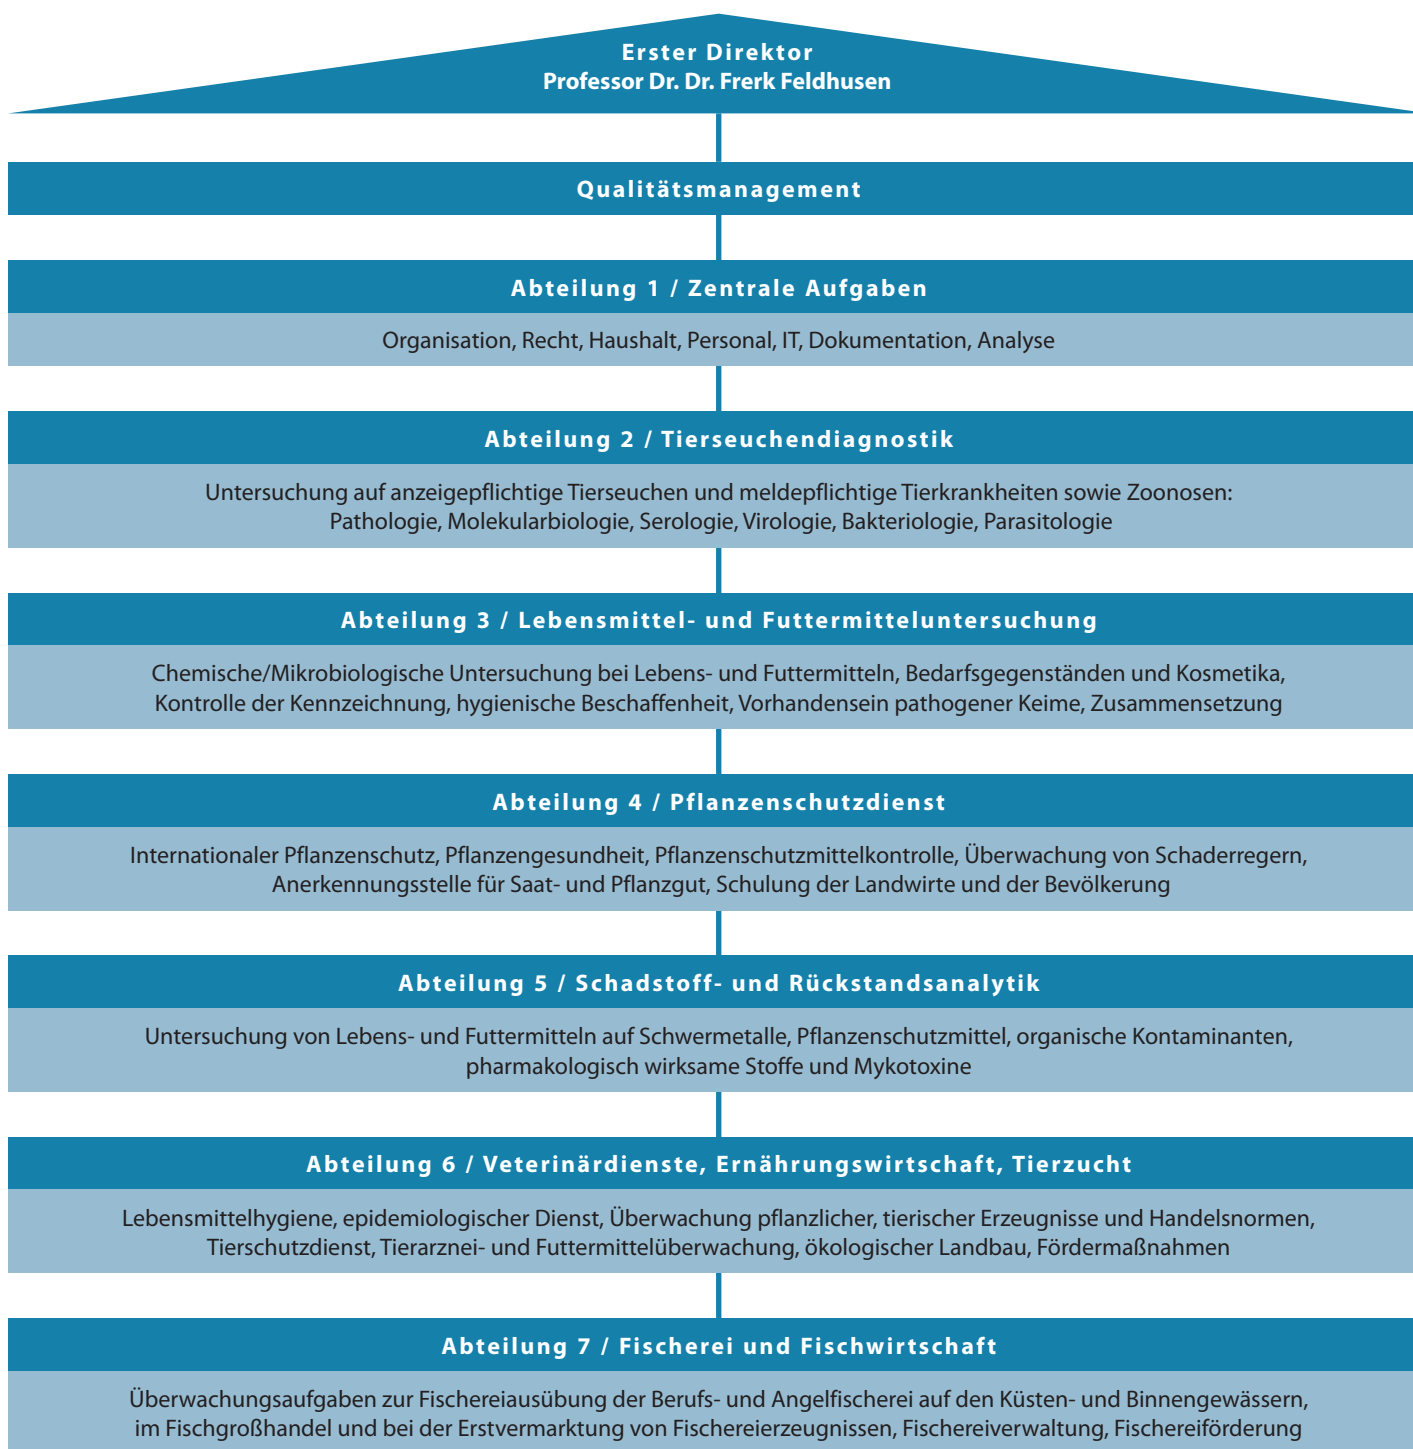 Erster Direktor
Professor Dr. Dr. Frerk Feldhusen
Qualitätsmanagement
Abteilung 1 / Zentrale Aufgaben
Organisation, Recht, Haushalt, Personal, IT, Dokumentation, Analyse
Abteilung 2 / Tierseuchendiagnostik
Untersuchung auf anzeigepflichtige Tierseuchen und meldepflichtige Tierkrankheiten sowie Zoonosen:
Pathologie, Molekularbiologie, Serologie, Virologie, Bakteriologie, Parasitologie
Abteilung 3 / Lebensmittel- und Futtermitteluntersuchung
Chemische/Mikrobiologische Untersuchung bei Lebens- und Futtermitteln, Bedarfsgegenständen und Kosmetika,
Kontrolle der Kennzeichnung, hygienische Beschaffenheit, Vorhandensein pathogener Keime, Zusammensetzung
Abteilung 4 / Pflanzenschutzdienst
Internationaler Pflanzenschutz, Pflanzengesundheit, Pflanzenschutzmittelkontrolle, Überwachung von Schaderregern,
Anerkennungsstelle für Saat- und Pflanzgut, Schulung der Landwirte und der Bevölkerung
Abteilung 5 / Schadstoff- und Rückstandsanalytik
Untersuchung von Lebens- und Futtermitteln auf Schwermetalle, Pflanzenschutzmittel, organische Kontaminanten,
pharmakologisch wirksame Stoffe und Mykotoxine
Abteilung 6 / Veterinärdienste, Ernährungswirtschaft, Tierzucht
Lebensmittelhygiene, epidemiologischer Dienst, Überwachung pflanzlicher, tierischer Erzeugnisse und Handelsnormen,
Tierschutzdienst, Tierarznei- und Futtermittelüberwachung, ökologischer Landbau, Fördermaßnahmen
Abteilung 7 / Fischerei und Fischwirtschaft
Überwachungsaufgaben zur Fischereiausübung der Berufs- und Angelfischerei auf den Küsten- und Binnengewässern,
im Fischgroßhandel und bei der Erstvermarktung von Fischereierzeugnissen, Fischereiverwaltung, Fischereiförderung